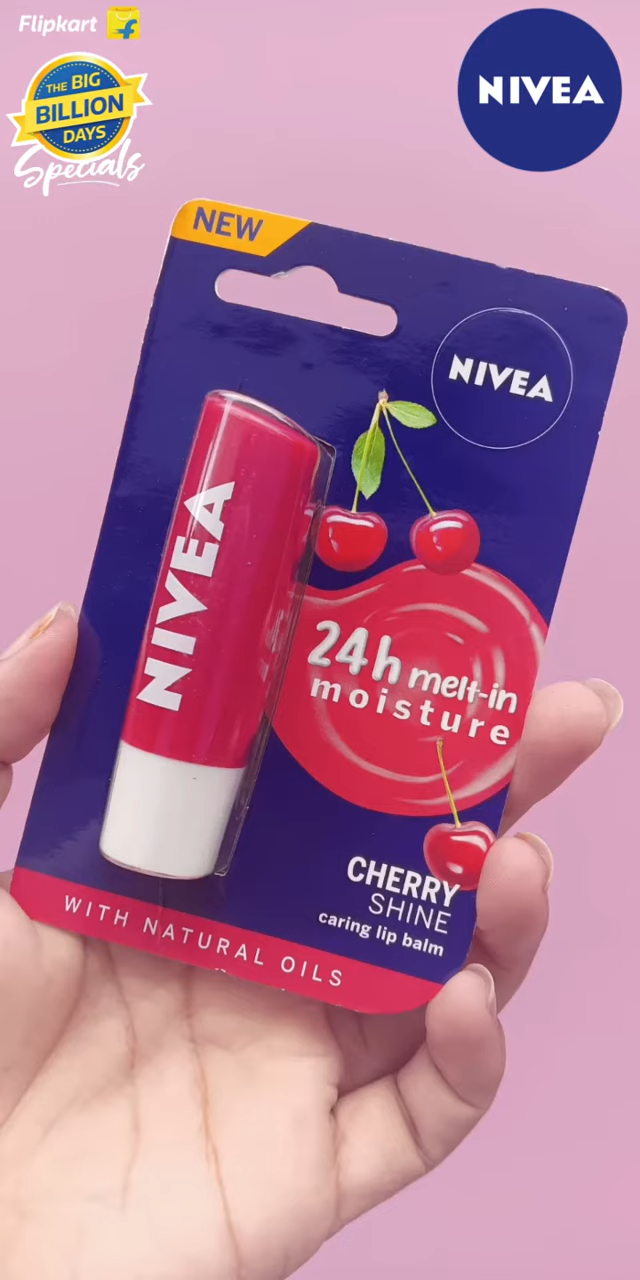 Flipkart
THE BIG
BILLION
DAYS
Specials
NIVEA
NEW
NIVEA
NIVEA
24h melt-in
moisture
CHERRY
SHINE
caring lip balm
WITH NATURAL OILS